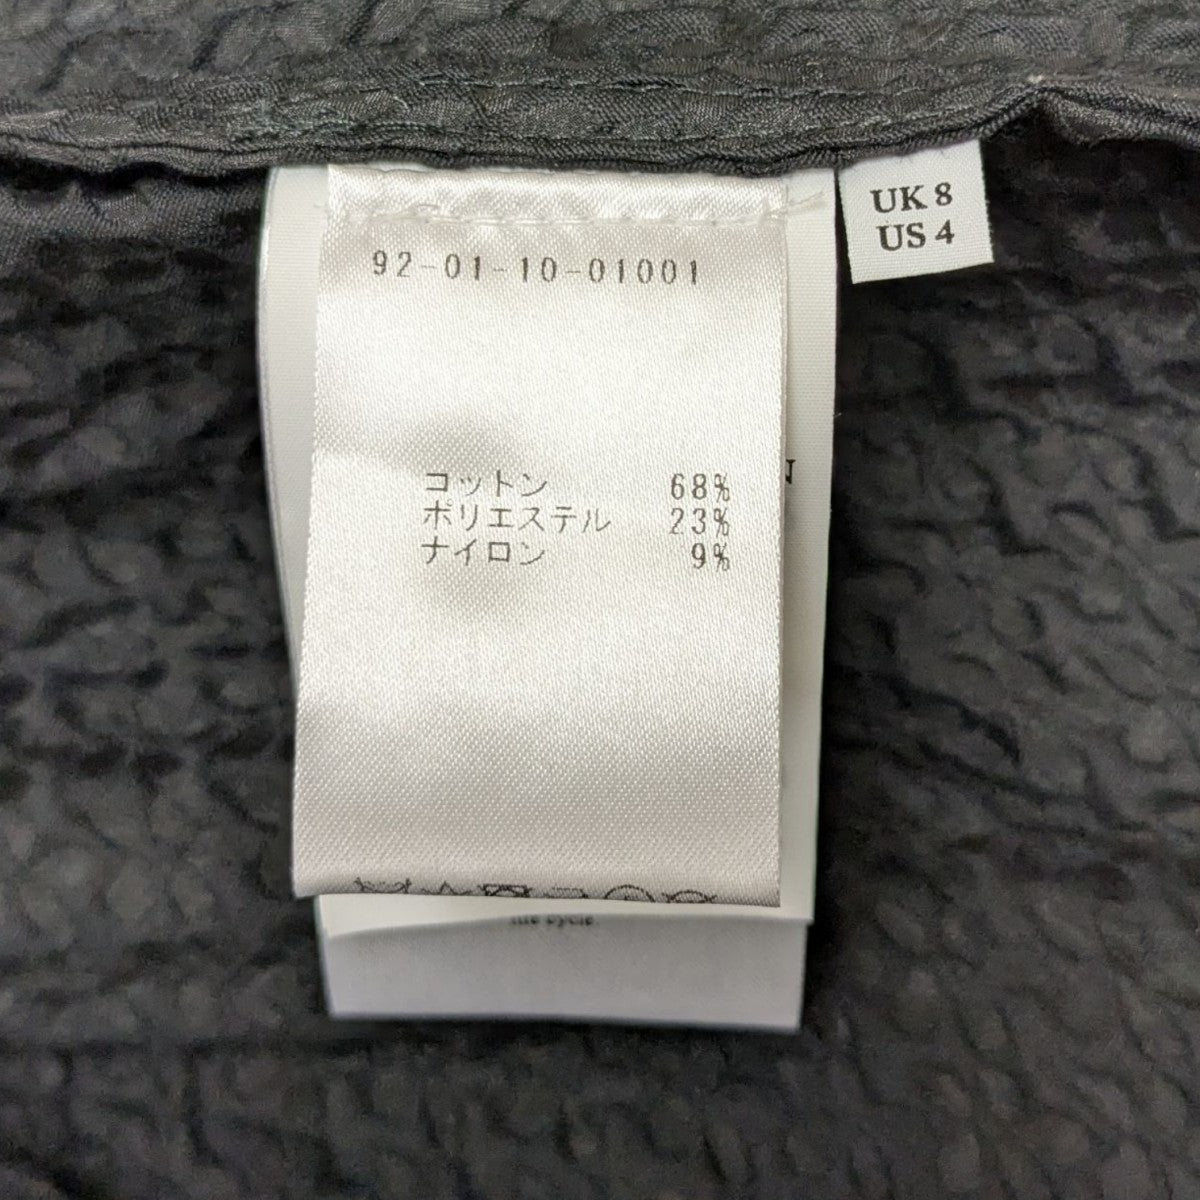 UK 8
US 4
92-01-10-01001
コットン 68%
ポリエステル 23%
ナイロン 9%
cycle